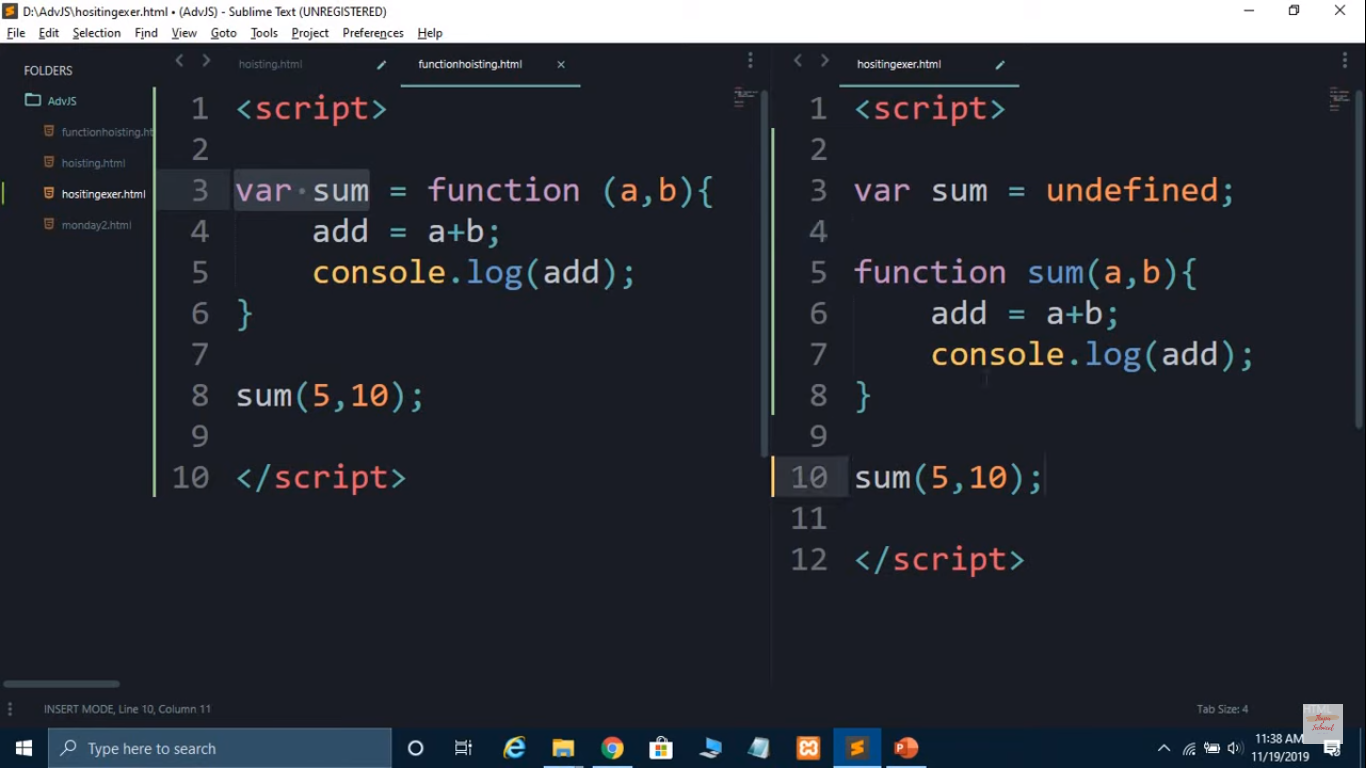 D:\AdvJS\hositingexer.html • (AdvJS) - Sublime Text (UNREGISTERED)
File Edit Selection Find View Goto Tools Project Preferences Help
FOLDERS
AdvJS
functionhoisting.ht
hoisting.html
hositingexer.html
monday2.html
hoisting.html
functionhoisting.html
1 <script>
2
3 var sum = function (a,b){
4 add = a+b;
5 console.log(add);
6 }
7
8 sum(5,10);
9
10 </script>
hositingexer.html
1 <script>
2
3 var sum = undefined;
4
5 function sum(a,b){
6 add = a+b;
7 console.log(add);
8 }
9
10 sum(5,10);
11
12 </script>
INSERT MODE, Line 10, Column 11
Tab Size: 4
HTML
Type here to search
11:38 AM
11/19/2019